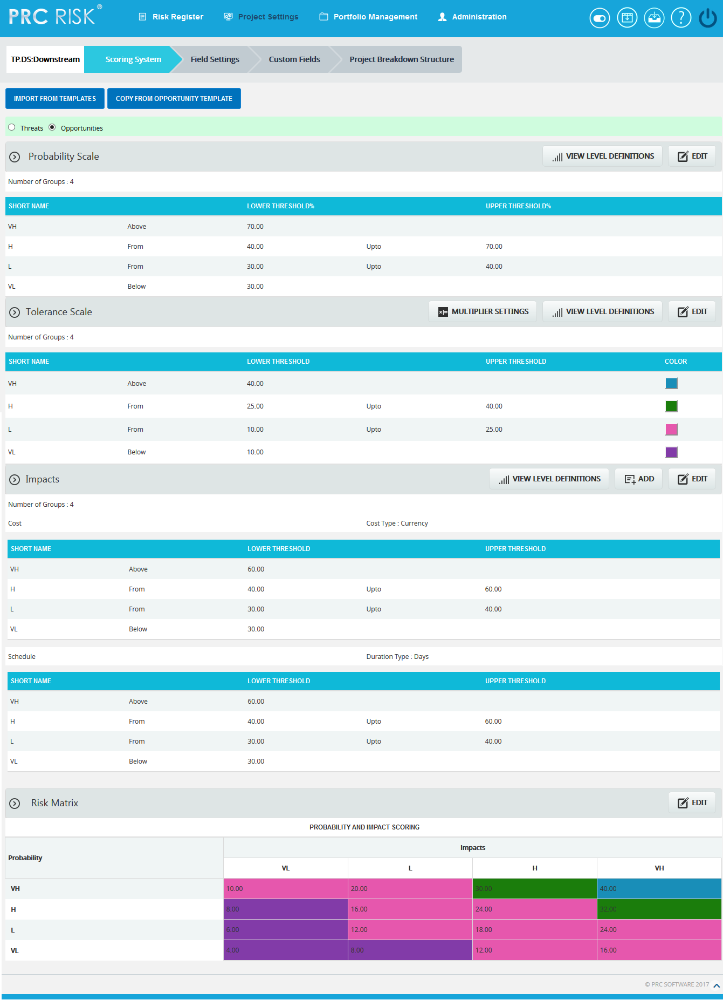 PRC RISK ®
Risk Register Project Settings Portfolio Management Administration
TP.DS:Downstream Scoring System Field Settings Custom Fields Project Breakdown Structure
IMPORT FROM TEMPLATES COPY FROM OPPORTUNITY TEMPLATE
Threats Opportunities
Probability Scale VIEW LEVEL DEFINITIONS EDIT
Number of Groups : 4
SHORT NAME LOWER THRESHOLD% UPPER THRESHOLD%
VH Above 70.00
H From 40.00 Upto 70.00
L From 30.00 Upto 40.00
VL Below 30.00
Tolerance Scale MULTIPLIER SETTINGS VIEW LEVEL DEFINITIONS EDIT
Number of Groups : 4
SHORT NAME LOWER THRESHOLD UPPER THRESHOLD COLOR
VH Above 40.00
H From 25.00 Upto 40.00
L From 10.00 Upto 25.00
VL Below 10.00
Impacts VIEW LEVEL DEFINITIONS ADD EDIT
Number of Groups : 4
Cost Cost Type : Currency
SHORT NAME LOWER THRESHOLD UPPER THRESHOLD
VH Above 60.00
H From 40.00 Upto 60.00
L From 30.00 Upto 40.00
VL Below 30.00
Schedule Duration Type : Days
SHORT NAME LOWER THRESHOLD UPPER THRESHOLD
VH Above 60.00
H From 40.00 Upto 60.00
L From 30.00 Upto 40.00
VL Below 30.00
Risk Matrix EDIT
PROBABILITY AND IMPACT SCORING
Probability Impacts
VL L H VH
VH 10.00 20.00 30.00 40.00
H 8.00 16.00 24.00 32.00
L 6.00 12.00 18.00 24.00
VL 4.00 8.00 12.00 16.00
© PRC SOFTWARE 2017